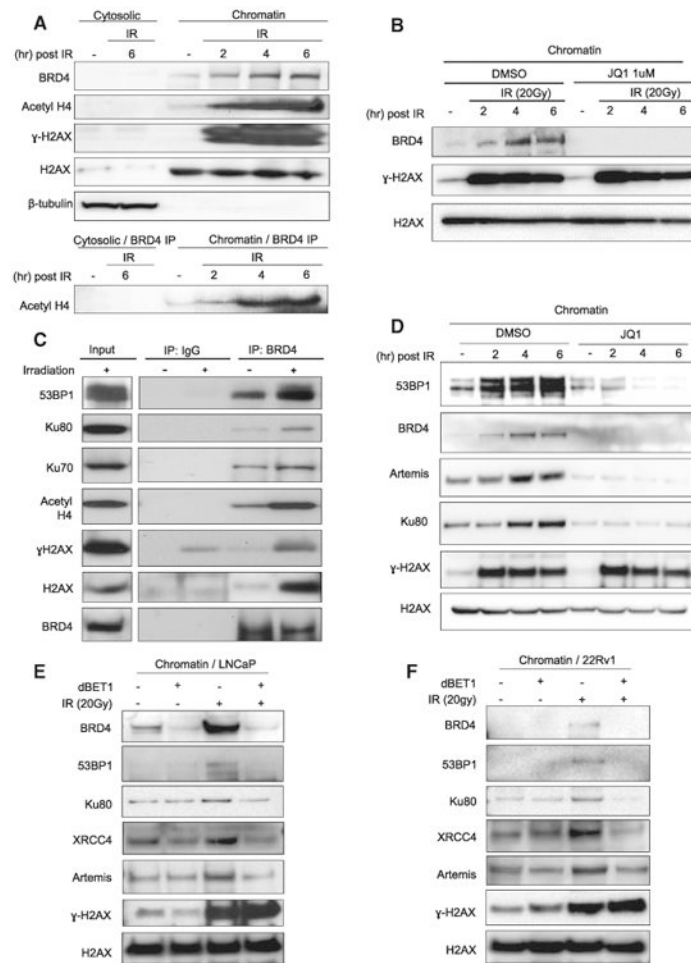 A
Cytosolic Chromatin
IR IR
(hr) post IR - 6 - 2 4 6
BRD4
Acetyl H4
ɣ-H2AX
H2AX
β-tubulin
Cytosolic / BRD4 IP Chromatin / BRD4 IP
IR IR
(hr) post IR - 6 - 2 4 6
Acetyl H4
B
Chromatin
DMSO JQ1 1uM
IR (20Gy) IR (20Gy)
(hr) post IR - 2 4 6 - 2 4 6
BRD4
ɣ-H2AX
H2AX
C
Input IP: IgG IP: BRD4
Irradiation + - + - +
53BP1
Ku80
Ku70
Acetyl
H4
ɣH2AX
H2AX
BRD4
D
Chromatin
DMSO JQ1
(hr) post IR - 2 4 6 - 2 4 6
53BP1
BRD4
Artemis
Ku80
ɣ-H2AX
H2AX
E
Chromatin / LNCaP
dBET1 - + - +
IR (20Gy) - - + +
BRD4
53BP1
Ku80
XRCC4
Artemis
ɣ-H2AX
H2AX
F
Chromatin / 22Rv1
dBET1 - + - +
IR (20gy) - - + +
BRD4
53BP1
Ku80
XRCC4
Artemis
ɣ-H2AX
H2AX